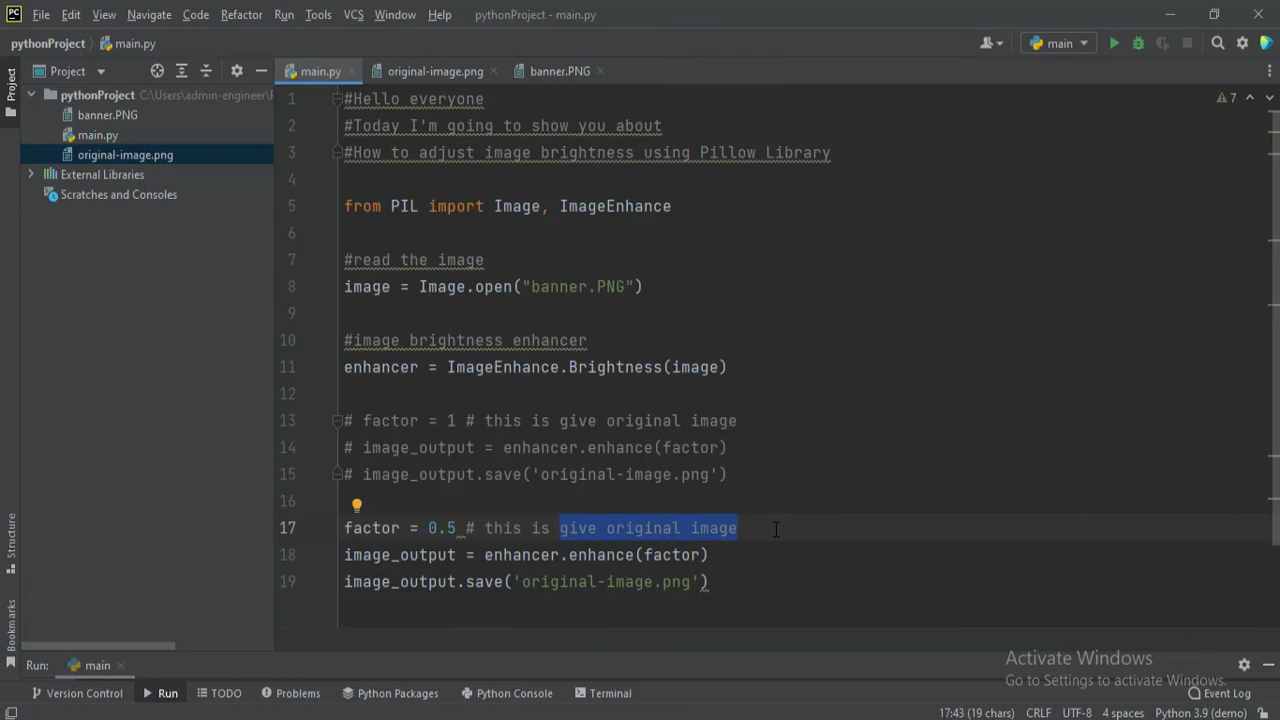 File Edit View Navigate Code Refactor Run Tools VCS Window Help pythonProject - main.py
pythonProject main.py main
Project main.py original-image.png banner.PNG
Project
pythonProject C:\Users\admin-engineer\
banner.PNG
main.py
original-image.png
External Libraries
Scratches and Consoles
7
1 #Hello everyone
2 #Today I'm going to show you about
3 #How to adjust image brightness using Pillow Library
4
5 from PIL import Image, ImageEnhance
6
7 #read the image
8 image = Image.open("banner.PNG")
9
10 #image brightness enhancer
11 enhancer = ImageEnhance.Brightness(image)
12
13 # factor = 1 # this is give original image
14 # image_output = enhancer.enhance(factor)
15 # image_output.save('original-image.png')
16
17 factor = 0.5 # this is give original image
18 image_output = enhancer.enhance(factor)
19 image_output.save('original-image.png')
Structure
Bookmarks
Run: main
Activate Windows
Go to Settings to activate Windows.
Version Control Run TODO Problems Python Packages Python Console Terminal Event Log
17:43 (19 chars) CRLF UTF-8 4 spaces Python 3.9 (demo)